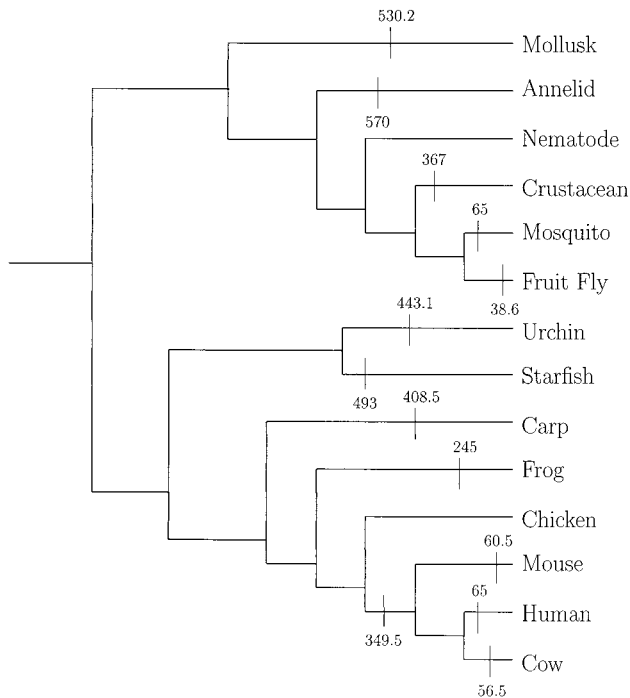 530.2
Mollusk
Annelid
570
Nematode
367
Crustacean
65
Mosquito
Fruit Fly
38.6
443.1
Urchin
Starfish
493
408.5
Carp
245
Frog
Chicken
60.5
Mouse
65
Human
349.5
Cow
56.5